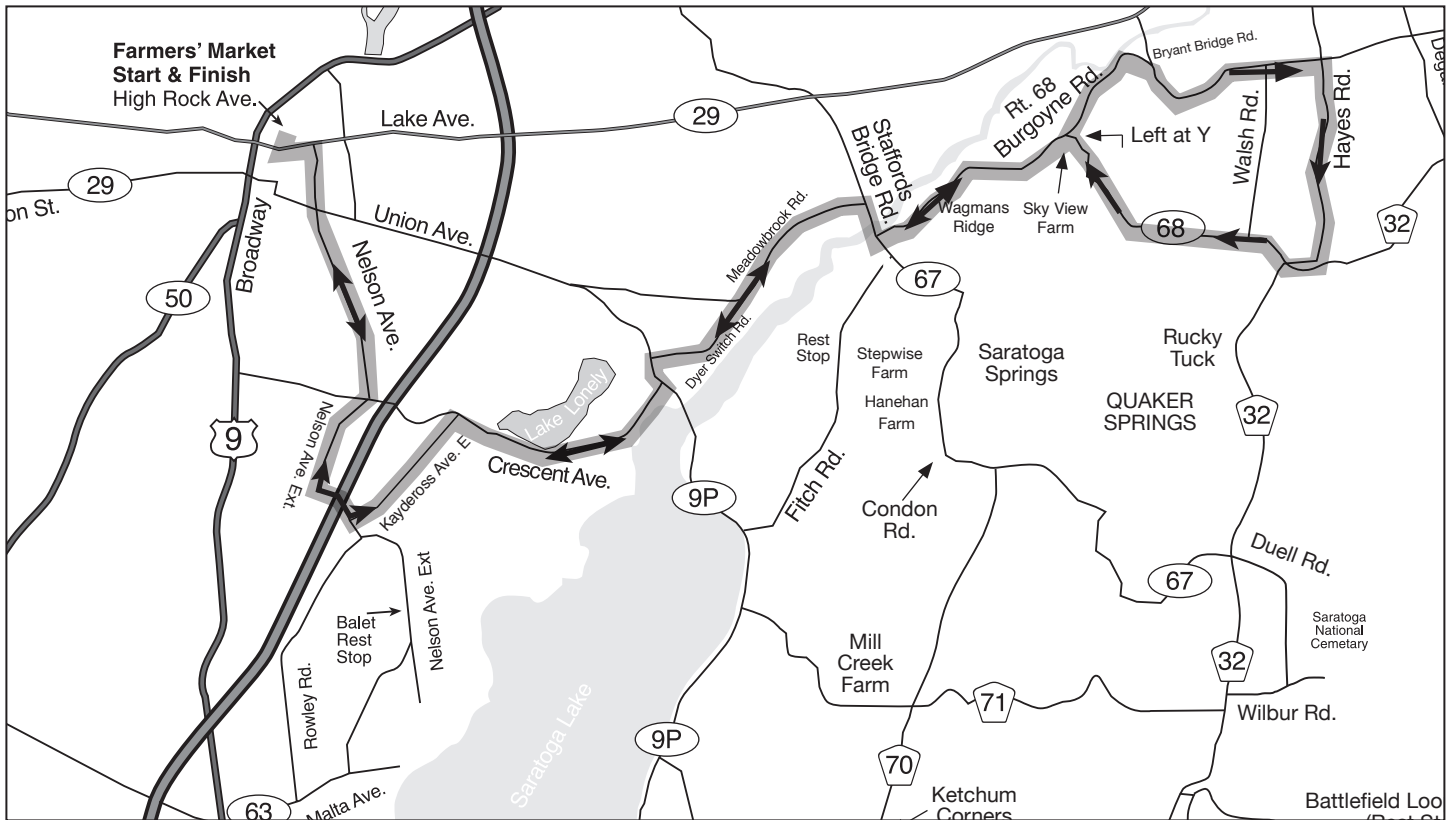 Farmers’ Market
Start & Finish
High Rock Ave.
Lake Ave.
29
29
on St.
Broadway
50
Union Ave.
Nelson Ave.
9
Nelson Ave. Ext.
Kaydeross Ave. E
Crescent Ave.
Lake Lonely
Dyer Switch Rd.
Meadowbrook Rd.
Staffords
Bridge Rd.
Rt. 68
Burgoyne Rd.
Bryant Bridge Rd.
Left at Y
Walsh Rd.
Hayes Rd.
32
68
Wagmans
Ridge
Sky View
Farm
67
Rest
Stop
Stepwise
Farm
Hanehan
Farm
Saratoga
Springs
Rucky
Tuck
QUAKER
SPRINGS
32
Fitch Rd.
Condon
Rd.
9P
67
Duell Rd.
Saratoga
National
Cemetary
32
Wilbur Rd.
Mill
Creek
Farm
71
70
9P
Saratoga Lake
Balet
Rest
Stop
Nelson Ave. Ext
Rowley Rd.
63
Malta Ave.
Ketchum
Corners
Battlefield Loo